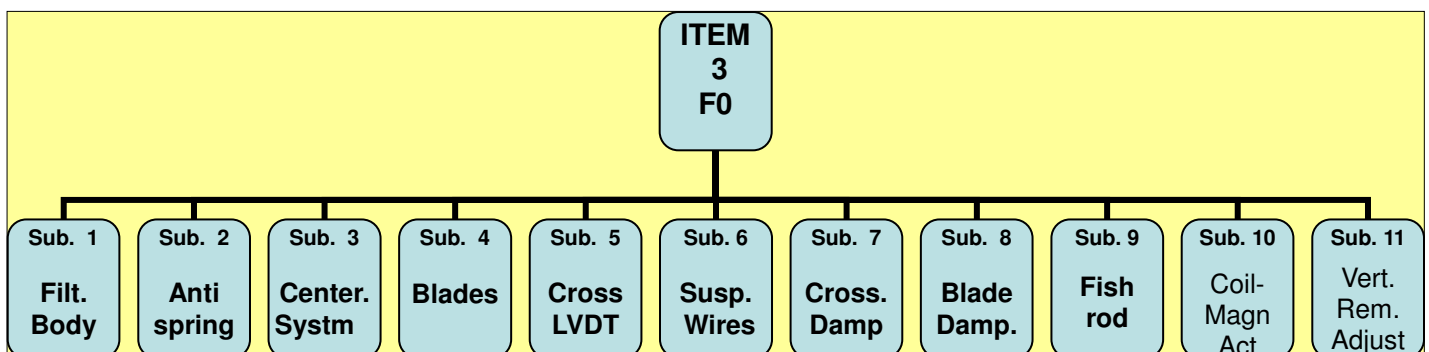 ITEM
3
F0
Sub. 1
Filt.
Body
Sub. 2
Anti
spring
Sub. 3
Center.
Systm
Sub. 4
Blades
Sub. 5
Cross
LVDT
Sub. 6
Susp.
Wires
Sub. 7
Cross.
Damp
Sub. 8
Blade
Damp.
Sub. 9
Fish
rod
Sub. 10
Coil-
Magn
Act
Sub. 11
Vert.
Rem.
Adjust